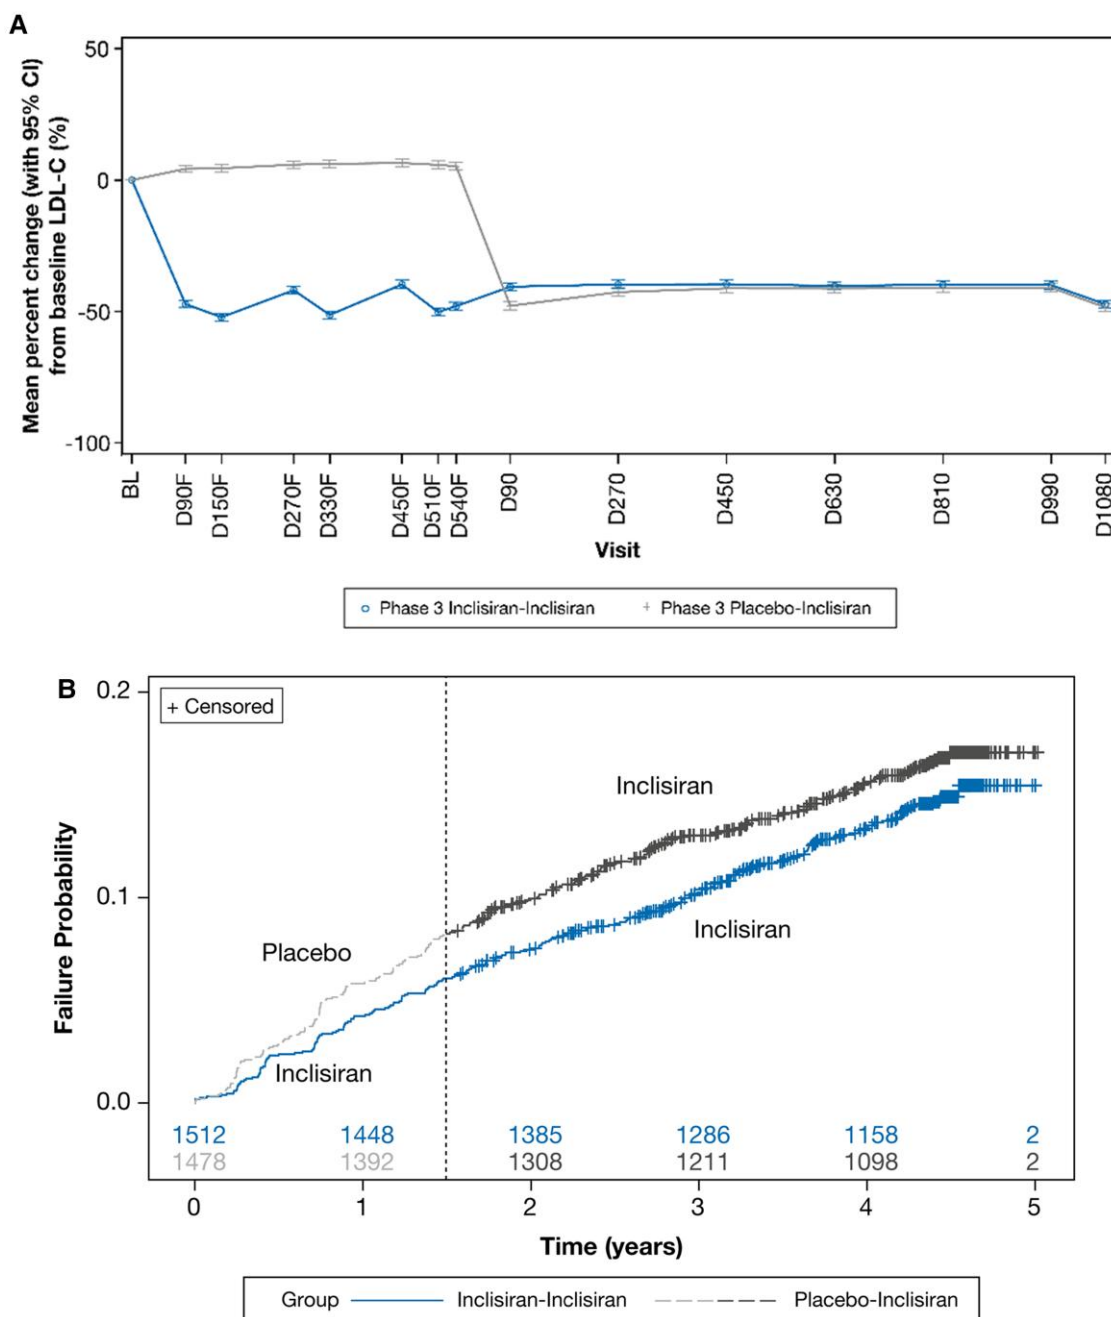 A
Mean percent change (with 95% CI)
from baseline LDL-C (%)
50
0
-50
-100
BL
D90F
D150F
D270F
D330F
D450F
D510F
D540F
D90
D270
D450
D630
D810
D990
D1080
Visit
Phase 3 Inclisiran-Inclisiran
Phase 3 Placebo-Inclisiran
B
Failure Probability
0.2
0.1
0.0
+ Censored
Inclisiran
Placebo
Inclisiran
Inclisiran
1512 1448 1385 1286 1158 2
1478 1392 1308 1211 1098 2
0 1 2 3 4 5
Time (years)
Group Inclisiran-Inclisiran Placebo-Inclisiran